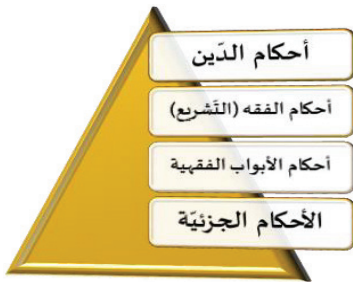 أحكام الدّين
أحكام الفقه (التّشريع)
أحكام الأبواب الفقهية
الأحكام الجزئيّة